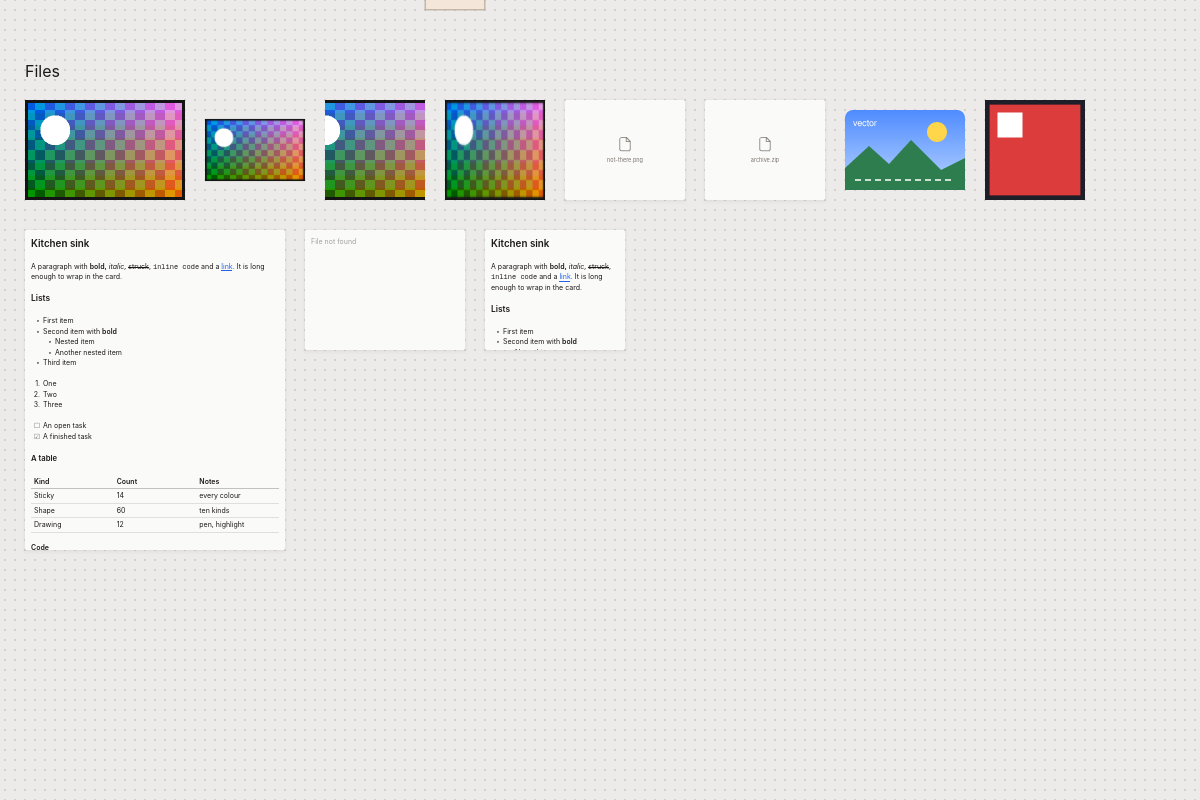 Files
not-there.png
archive.zip
vector
Kitchen sink
A paragraph with bold, italic, struck, inline code and a link. It is long
enough to wrap in the card.
Lists
• First item
• Second item with bold
• Nested item
• Another nested item
• Third item
1. One
2. Two
3. Three
☐ An open task
☑ A finished task
A table
Kind Count Notes
Sticky 14 every colour
Shape 60 ten kinds
Drawing 12 pen, highlight
Code
File not found
Kitchen sink
A paragraph with bold, italic, struck,
inline code and a link. It is long
enough to wrap in the card.
Lists
• First item
• Second item with bold